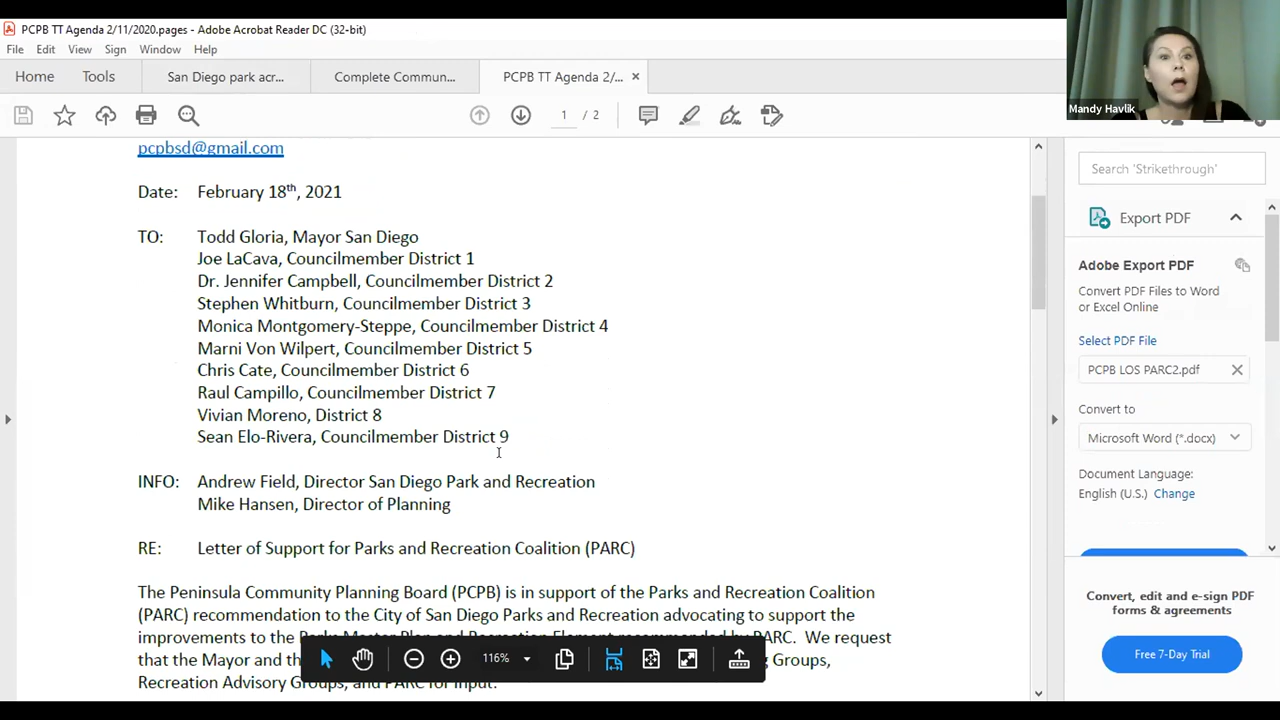 PCPB TT Agenda 2/11/2020.pages - Adobe Acrobat Reader DC (32-bit)
File Edit View Sign Window Help
Home Tools San Diego park acr... Complete Commun... PCPB TT Agenda 2/...
1 / 2
Mandy Havlik
pcpbsd@gmail.com
Date: February 18th, 2021
TO: Todd Gloria, Mayor San Diego
Joe LaCava, Councilmember District 1
Dr. Jennifer Campbell, Councilmember District 2
Stephen Whitburn, Councilmember District 3
Monica Montgomery-Steppe, Councilmember District 4
Marni Von Wilpert, Councilmember District 5
Chris Cate, Councilmember District 6
Raul Campillo, Councilmember District 7
Vivian Moreno, District 8
Sean Elo-Rivera, Councilmember District 9
INFO: Andrew Field, Director San Diego Park and Recreation
Mike Hansen, Director of Planning
RE: Letter of Support for Parks and Recreation Coalition (PARC)
The Peninsula Community Planning Board (PCPB) is in support of the Parks and Recreation Coalition
(PARC) recommendation to the City of San Diego Parks and Recreation advocating to support the
improvements to the Parks Master Plan and Recreation Element recommended by PARC. We request
that the Mayor and th Groups,
Recreation Advisory Groups, and PARC for input.
116%
Search 'Strikethrough'
Export PDF
Adobe Export PDF
Convert PDF Files to Word
or Excel Online
Select PDF File
PCPB LOS PARC2.pdf
Convert to
Microsoft Word (*.docx)
Document Language:
English (U.S.) Change
Convert, edit and e-sign PDF
forms & agreements
Free 7-Day Trial